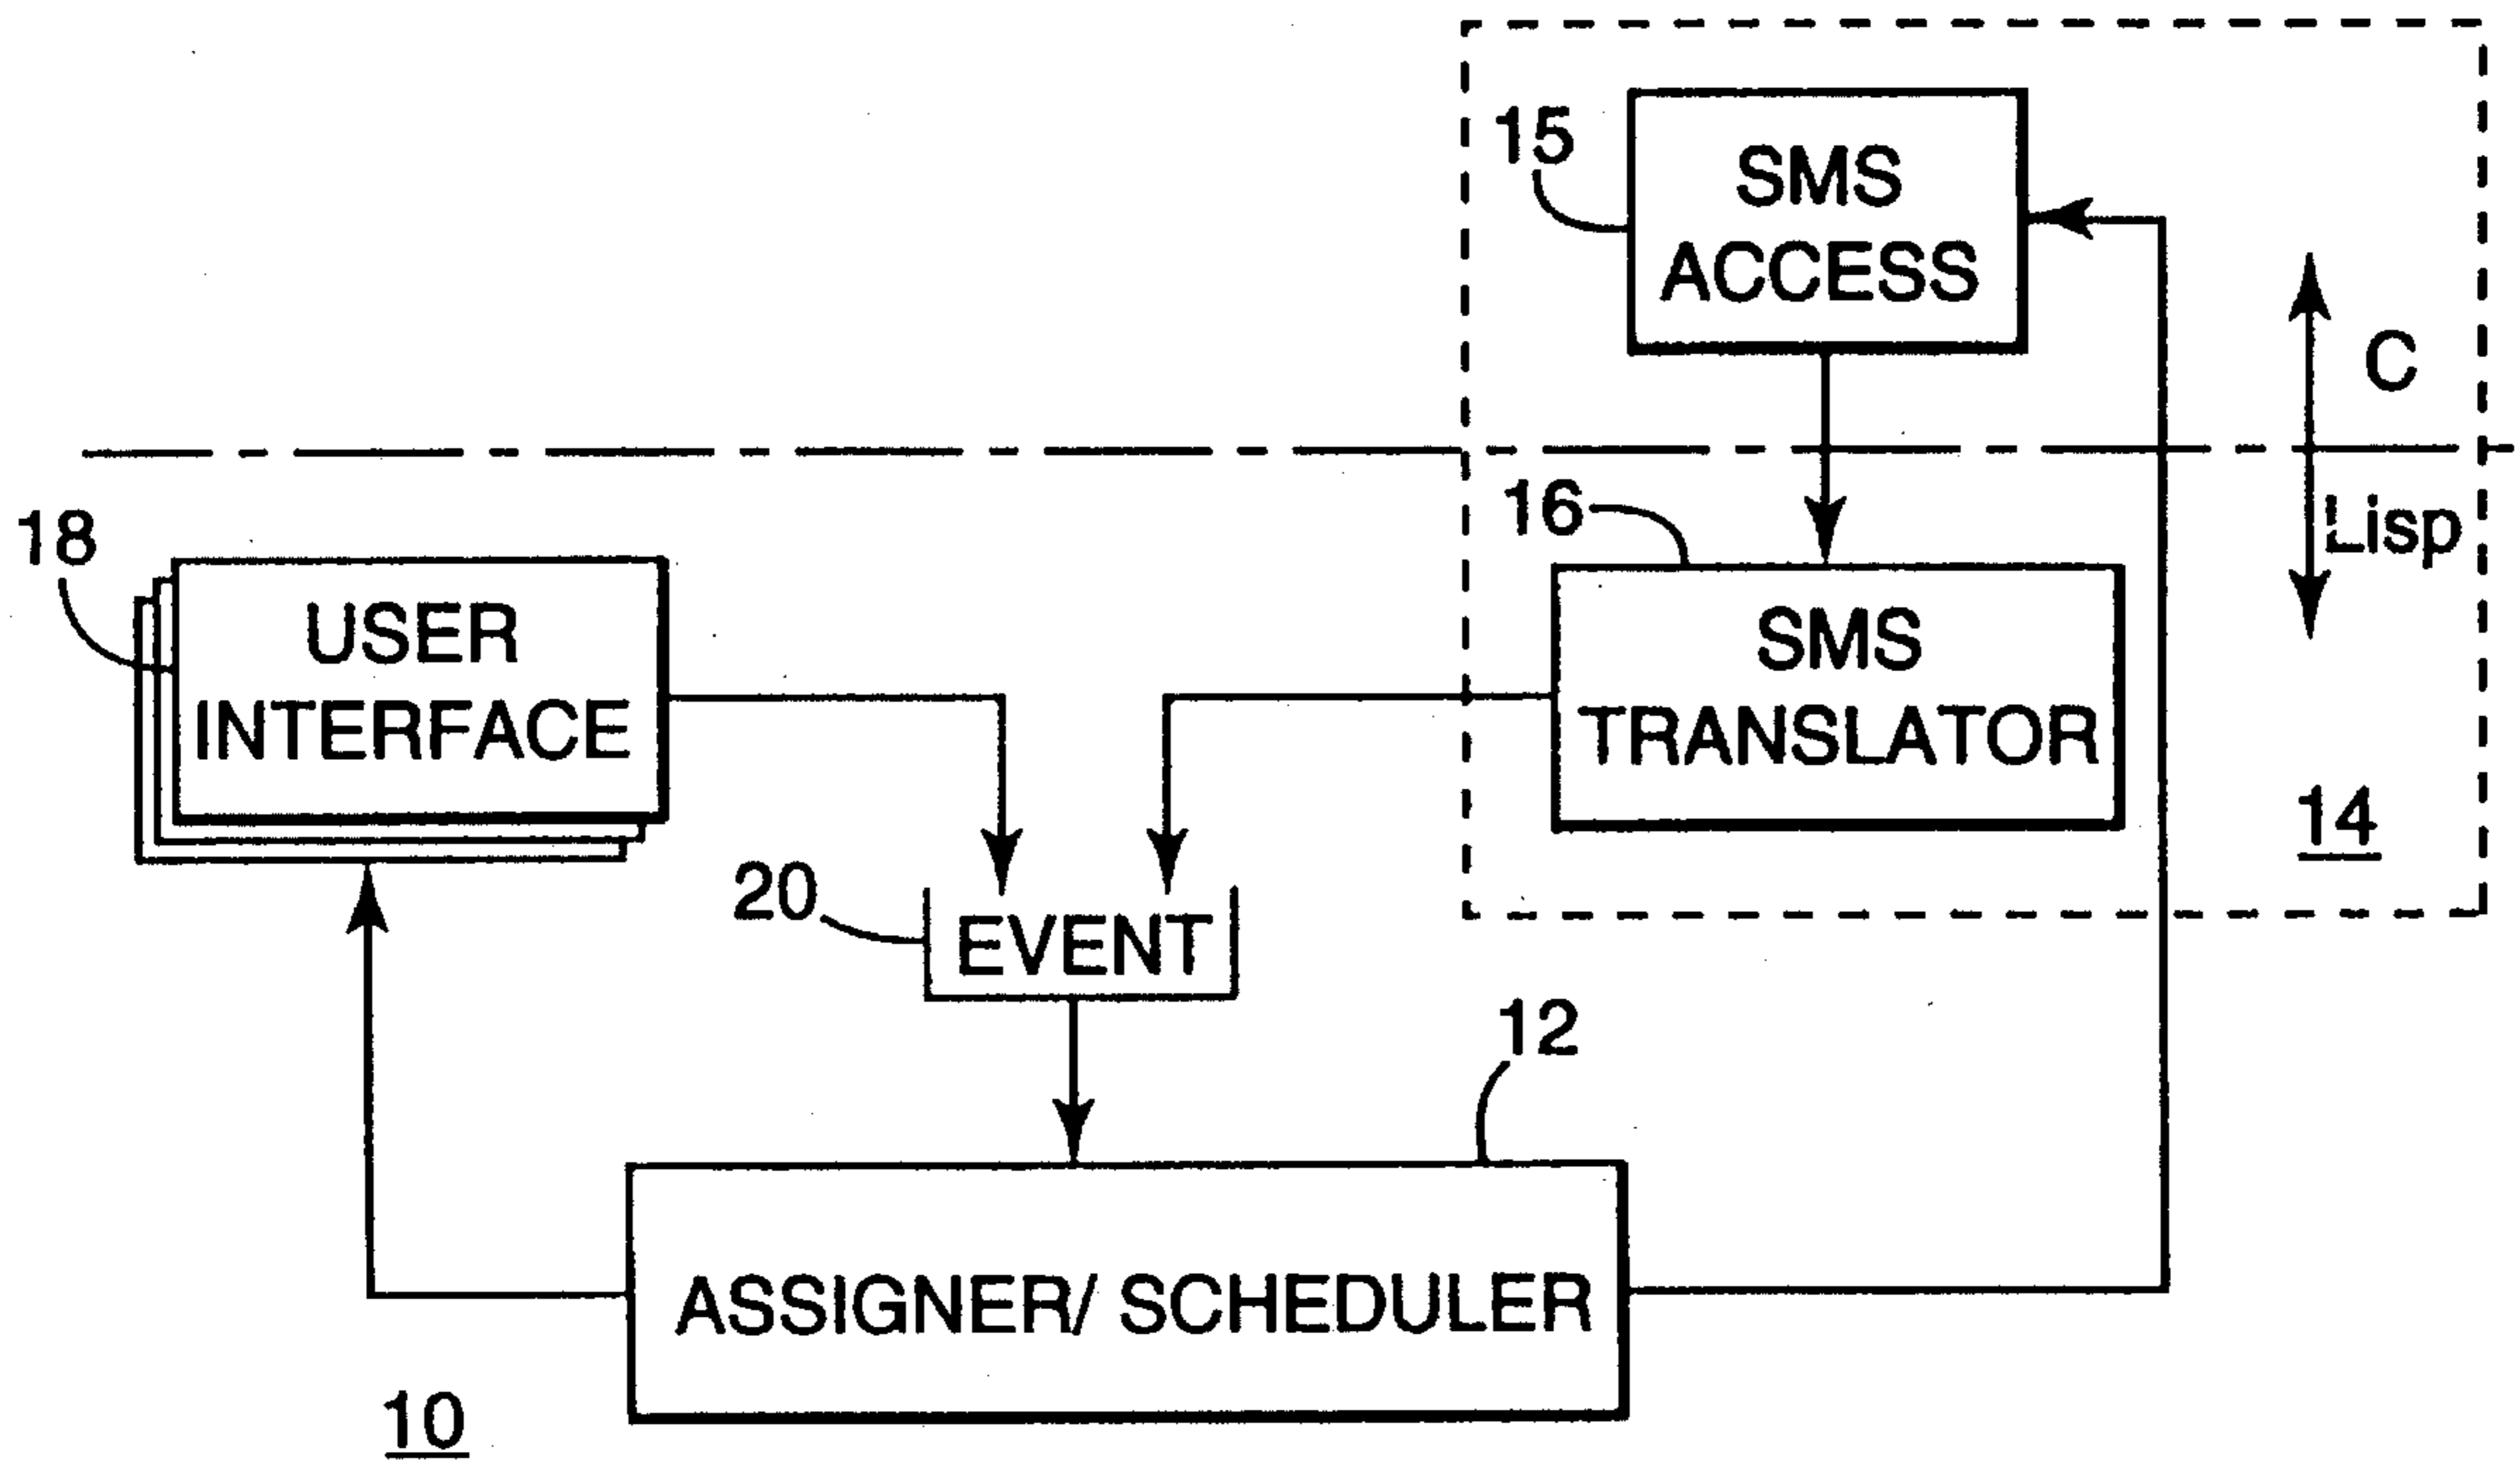 15
SMS
ACCESS
C
Lisp
16
SMS
TRANSLATOR
14
18
USER
INTERFACE
20
EVENT
12
ASSIGNER/ SCHEDULER
10